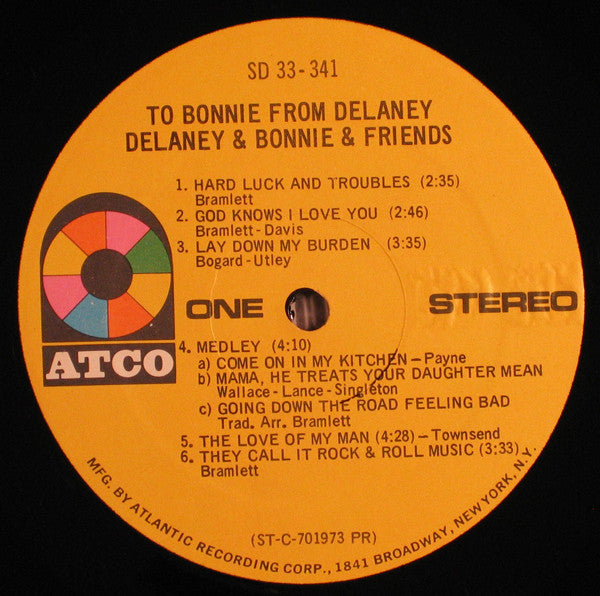 SD 33-341
TO BONNIE FROM DELANEY
DELANEY & BONNIE & FRIENDS
1. HARD LUCK AND TROUBLES (2:35)
Bramlett
2. GOD KNOWS I LOVE YOU (2:46)
Bramlett-Davis
3. LAY DOWN MY BURDEN (3:35)
Bogard-Utley
ONE
STEREO
ATCO
4. MEDLEY (4:10)
a) COME ON IN MY KITCHEN-Payne
b) MAMA, HE TREATS YOUR DAUGHTER MEAN
Wallace-Lance-Singleton
c) GOING DOWN THE ROAD FEELING BAD
Trad. Arr. Bramlett
5. THE LOVE OF MY MAN (4:28)-Townsend
6. THEY CALL IT ROCK & ROLL MUSIC (3:33)
Bramlett
(ST-C-701973 PR)
MFG. BY ATLANTIC RECORDING CORP., 1841 BROADWAY, NEW YORK, N.Y.